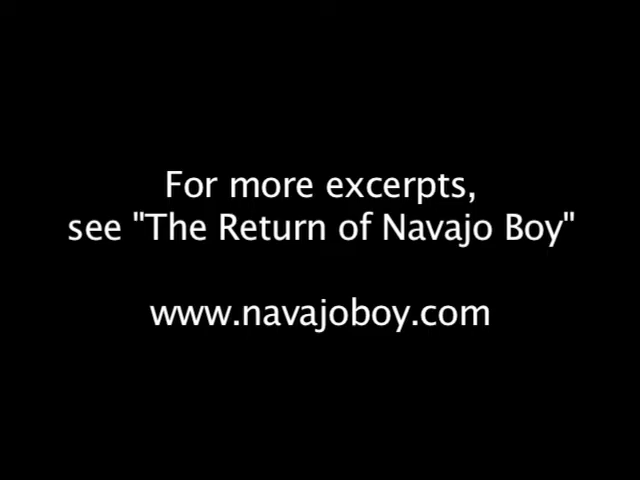 For more excerpts,
see "The Return of Navajo Boy"
www.navajoboy.com